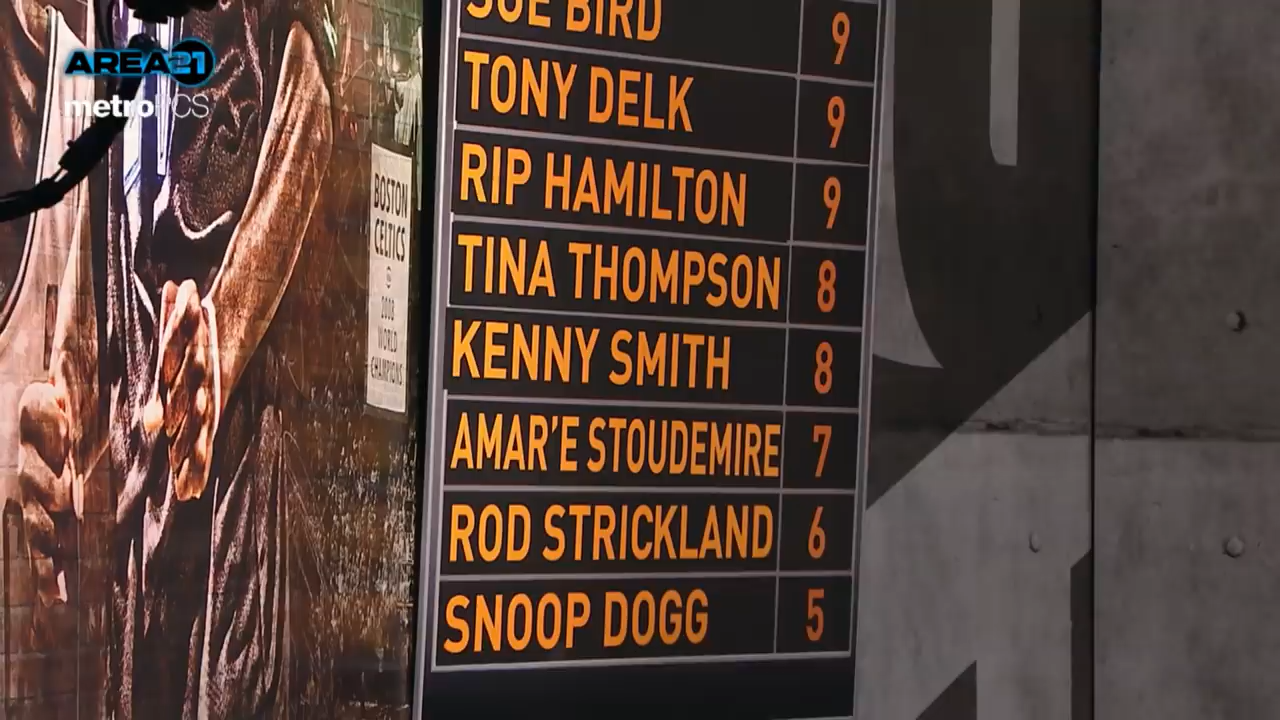 AREA21
metroPCS
SUE BIRD 9
TONY DELK 9
RIP HAMILTON 9
TINA THOMPSON 8
KENNY SMITH 8
AMAR'E STOUDEMIRE 7
ROD STRICKLAND 6
SNOOP DOGG 5
BOSTON
CELTICS
2008
WORLD
CHAMPIONS